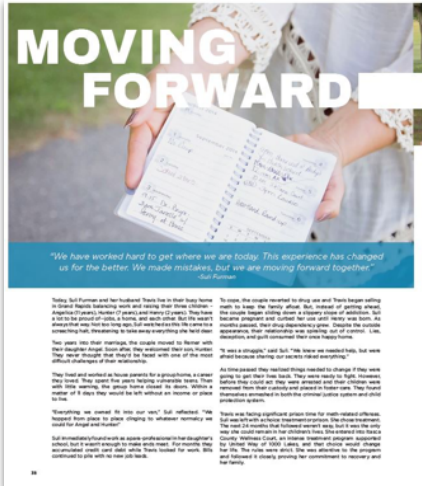 MOVING
FORWARD
"We have worked hard to get where we are today. This experience has changed
us for the better. We made mistakes, but we are moving forward together."
-Suli Furman
Today, Suli Furman and her husband Travis live in their busy home
in Grand Rapids balancing work and raising their three children -
Angelica (11 years), Hunter (7 years), and Henry (2 years). They have
a lot to be proud of - jobs, a home, and each other. But life wasn't
always that way. Not too long ago, Suli watched as this life came to a
screeching halt, threatening to take away everything she held dear.
Two years into their marriage, the couple moved to Remer with
their daughter Angel. Soon after, they welcomed their son, Hunter.
They never thought that they'd be faced with one of the most
difficult challenges of their relationship.
They lived and worked as house parents for a group home, a career
they loved. They spent five years helping vulnerable teens. Then
with little warning, the group home closed its doors. Within a
matter of 11 days they would be left without an income or place
to live.
"Everything we owned fit into our van," Suli reflected. "We
hopped from place to place clinging to whatever normalcy we
could for Angel and Hunter."
Suli immediately found work as a para-professional in her daughter's
school, but it wasn't enough to make ends meet. For months they
accumulated credit card debt while Travis looked for work. Bills
continued to pile with no new job leads.
To cope, the couple reverted to drug use and Travis began selling
meth to keep the family afloat. But, instead of getting ahead,
the couple began sliding down a slippery slope of addiction. Suli
became pregnant and curbed her use until Henry was born. As
months passed, their drug dependency grew. Despite the outside
appearance, their relationship was spiraling out of control. Lies,
deception, and guilt consumed their once happy home.
"It was a struggle," said Suli. "We knew we needed help, but were
afraid because sharing our secrets risked everything."
As time passed they realized things needed to change if they were
going to get their lives back. They were ready to fight. However,
before they could act they were arrested and their children were
removed from their custody and placed in foster care. They found
themselves enmeshed in both the criminal justice system and child
protection system.
Travis was facing significant prison time for meth-related offenses.
Suli was left with a choice: treatment or prison. She chose treatment.
The next 24 months that followed weren't easy, but it was the only
way she could remain in her children's lives. She entered into Itasca
County Wellness Court, an intense treatment program supported
by United Way of 1000 Lakes, and that choice would change
her life. The rules were strict. She was attentive to the program
and followed it closely, proving her commitment to recovery and
her family.